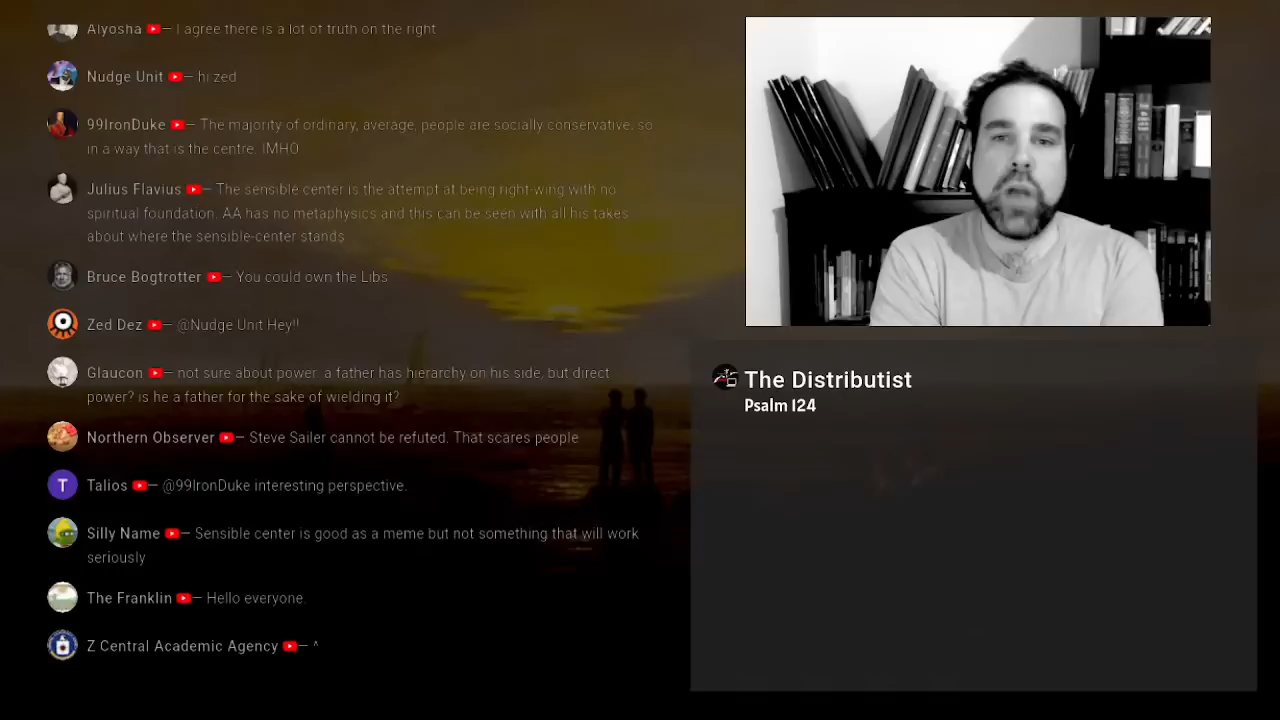 Alyosha — I agree there is a lot of truth on the right
Nudge Unit — hi zed
99IronDuke — The majority of ordinary, average, people are socially conservative, so
in a way that is the centre. IMHO
Julius Flavius — The sensible center is the attempt at being right-wing with no
spiritual foundation. AA has no metaphysics and this can be seen with all his takes
about where the sensible-center stands
Bruce Bogtrotter — You could own the Libs
Zed Dez — @Nudge Unit Hey!!
Glaucon — not sure about power: a father has hierarchy on his side, but direct
power? is he a father for the sake of wielding it?
Northern Observer — Steve Sailer cannot be refuted. That scares people
T
Talios — @99IronDuke interesting perspective.
Silly Name — Sensible center is good as a meme but not something that will work
seriously
The Franklin — Hello everyone.
Z Central Academic Agency — ^
The Distributist
Psalm 124